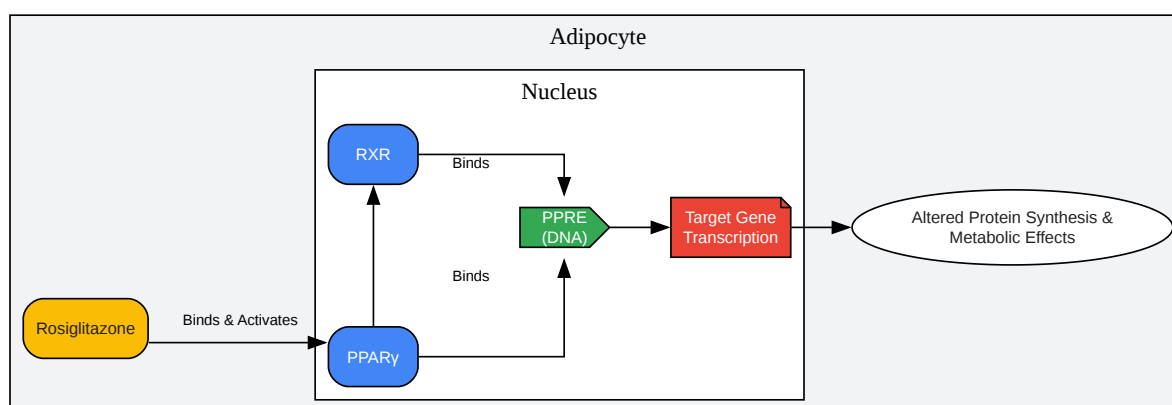 Adipocyte
Nucleus
RXR
Binds
PPRE
(DNA)
Target Gene
Transcription
Altered Protein Synthesis &
Metabolic Effects
Binds
Rosiglitazone
Binds & Activates
PPARγ